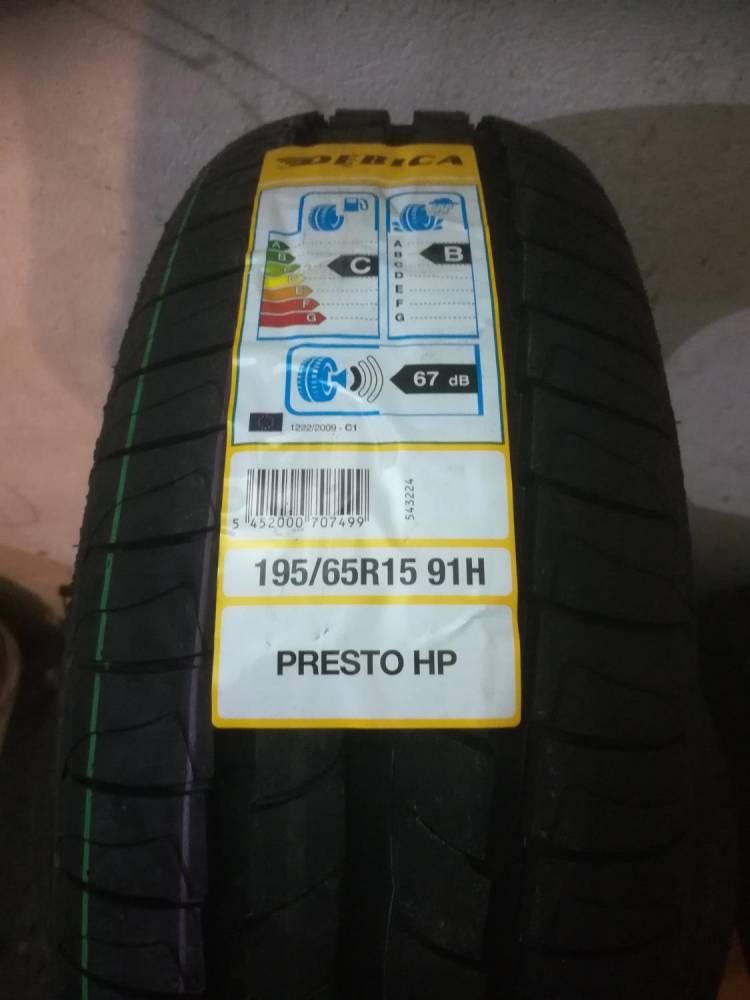 DEBICA
A
B
C
D
E
F
G
C
A
B
C
D
E
F
G
B
67 dB
1222/2009 - C1
5 452000 707499
543224
195/65R15 91H
PRESTO HP